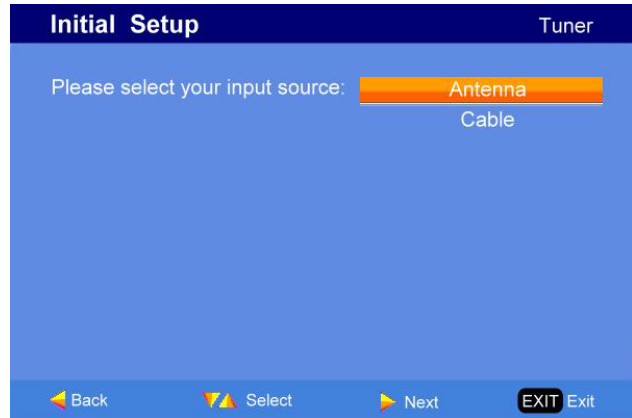 Initial Setup Tuner
Please select your input source: Antenna
Cable
Back Select Next EXIT Exit